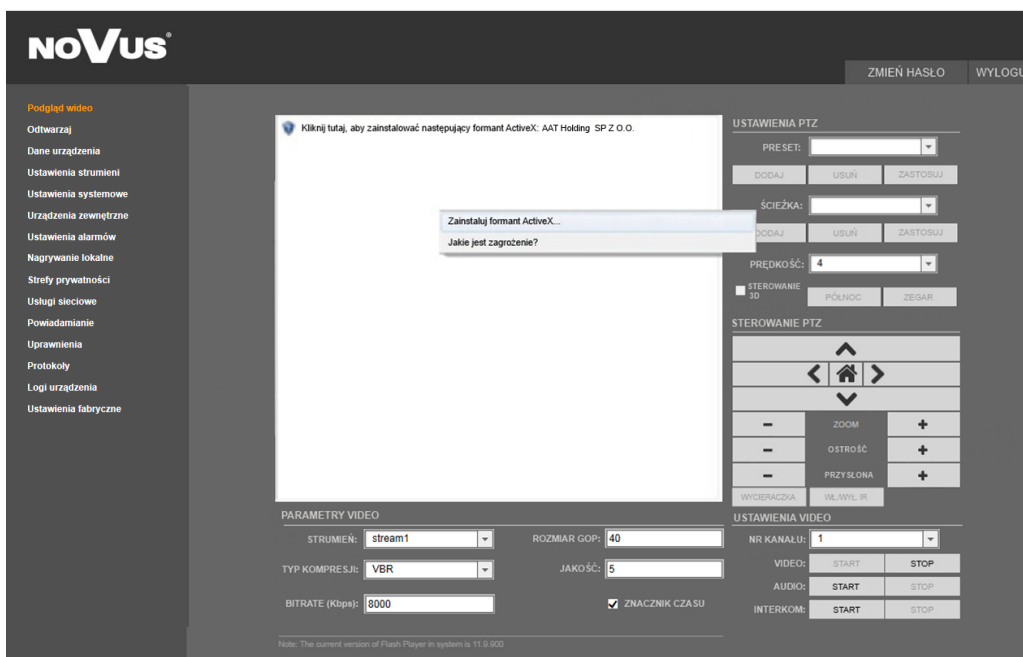 NOVUS®
ZMIEŃ HASŁO
WYLOGU
Podgląd wideo
Odtwarzaj
Dane urządzenia
Ustawienia strumieni
Ustawienia systemowe
Urządzenia zewnętrzne
Ustawienia alarmów
Nagrywanie lokalne
Strefy prywatności
Usługi sieciowe
Powiadamianie
Uprawnienia
Protokoły
Logi urządzenia
Ustawienia fabryczne
Kliknij tutaj, aby zainstalować następujący formant ActiveX: AAT Holding SP Z O.O.
Zainstaluj formant ActiveX...
Jakie jest zagrożenie?
USTAWIENIA PTZ
PRESET:
DODAJ USUŃ ZASTOSUJ
ŚCIEŻKA:
DODAJ USUŃ ZASTOSUJ
PRĘDKOŚĆ: 4
STEROWANIE 3D PÓŁNOC ZEGAR
STEROWANIE PTZ
- ZOOM +
- OSTROŚĆ +
- PRZYSŁONA +
WYCIERACZKA WŁ./WYŁ. IR
PARAMETRY VIDEO
STRUMIEŃ: stream1 ROZMIAR GOP: 40
TYP KOMPRESJI: VBR JAKOŚĆ: 5
BITRATE (Kbps): 8000 ZNACZNIK CZASU
Note: The current version of Flash Player in system is 11.9.900
USTAWIENIA VIDEO
NR KANAŁU: 1
VIDEO: START STOP
AUDIO: START STOP
INTERKOM: START STOP